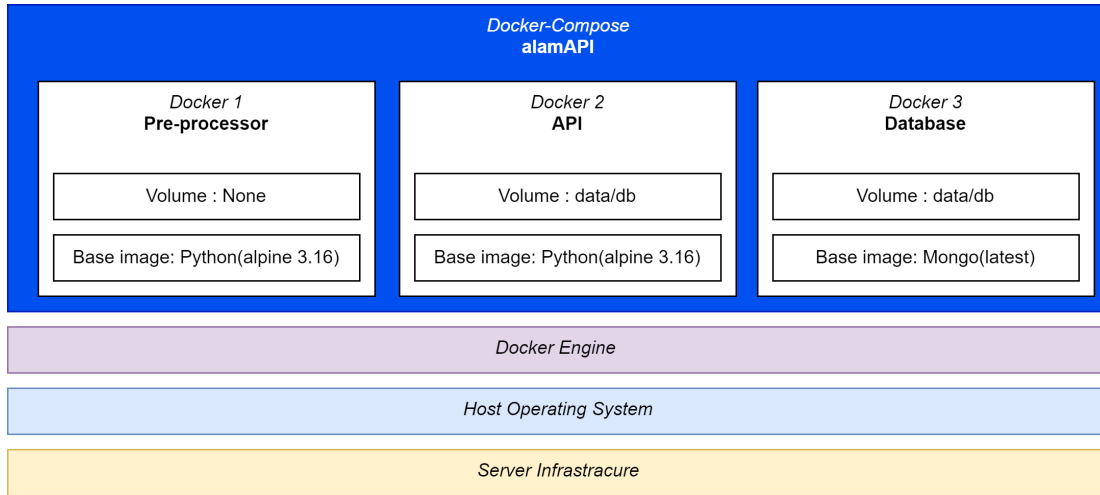 Docker-Compose
alamAPI
Docker 1
Pre-processor
Volume : None
Base image: Python(alpine 3.16)
Docker 2
API
Volume : data/db
Base image: Python(alpine 3.16)
Docker 3
Database
Volume : data/db
Base image: Mongo(latest)
Docker Engine
Host Operating System
Server Infrastracure